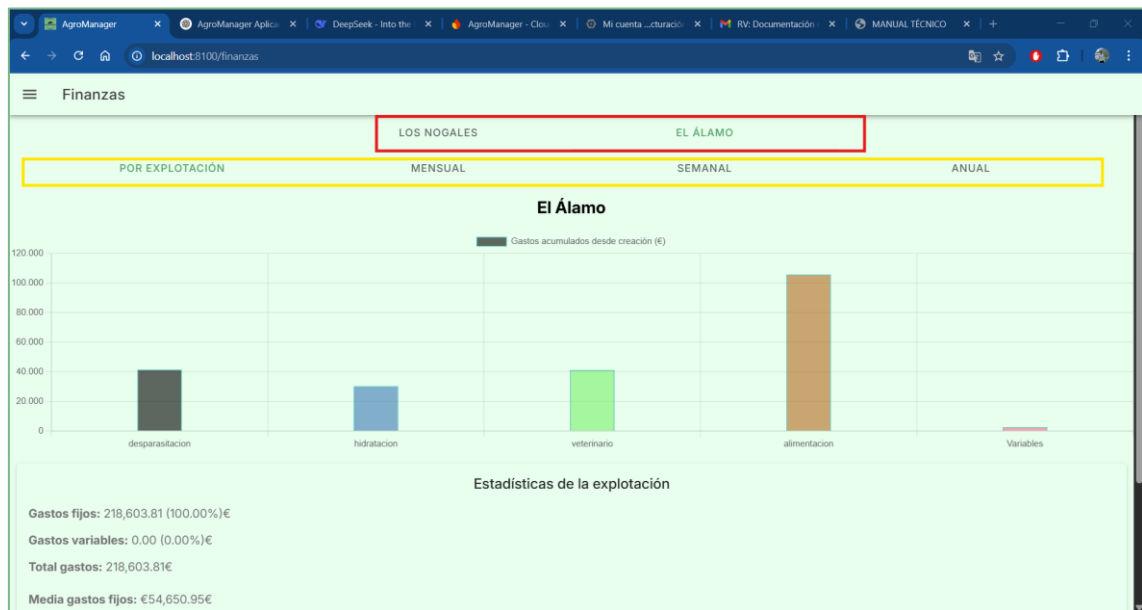 AgroManager
AgroManager Aplica
DeepSeek - Into the
AgroManager - Clou
Mi cuenta ...cturació
RV: Documentación
MANUAL TÉCNICO
localhost:8100/finanzas
Finanzas
LOS NOGALES EL ÁLAMO
POR EXPLOTACIÓN MENSUAL SEMANAL ANUAL
El Álamo
Gastos acumulados desde creación (€)
120.000
100.000
80.000
60.000
40.000
20.000
0
desparasitacion hidratacion veterinario alimentacion Variables
Estadísticas de la explotación
Gastos fijos: 218,603.81 (100.00%)€
Gastos variables: 0.00 (0.00%)€
Total gastos: 218,603.81€
Media gastos fijos: €54,650.95€